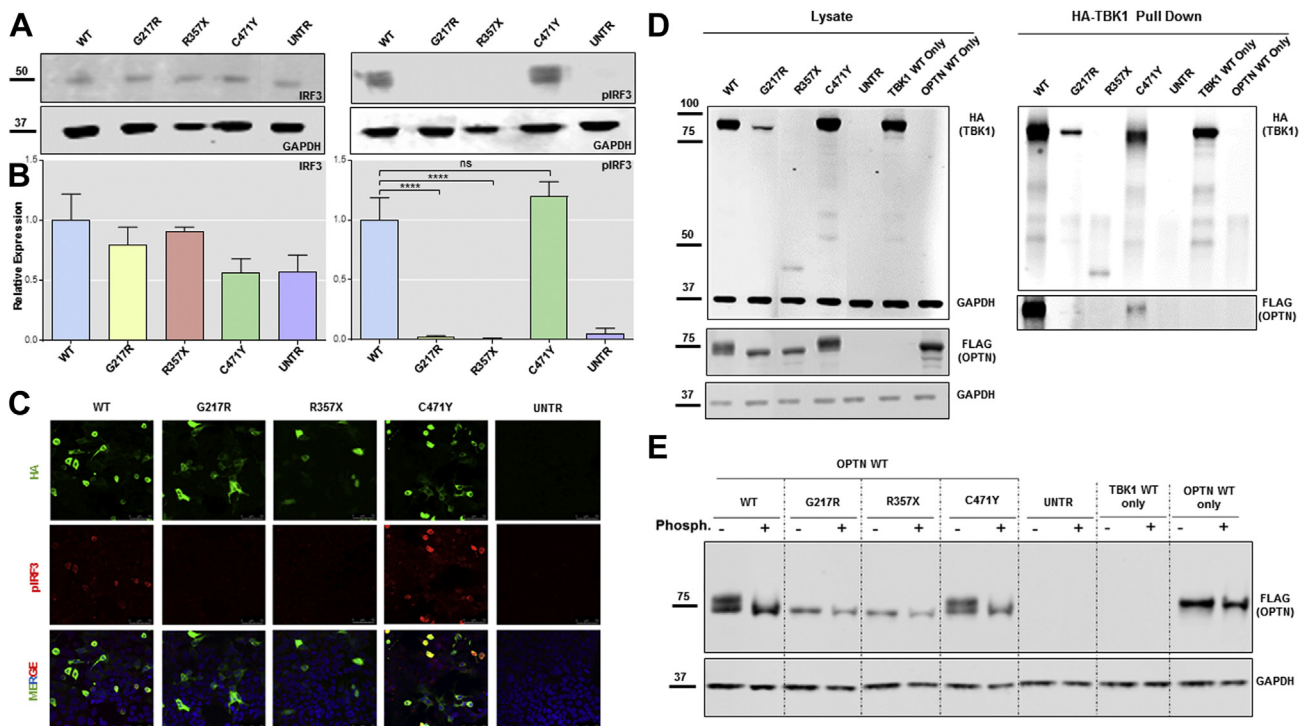 A
WT G217R R357X C471Y UNTR
50
IRF3
37
GAPDH
WT G217R R357X C471Y UNTR
pIRF3
GAPDH
B
Relative Expression
1.5
1.0
0.5
0.0
IRF3
WT G217R R357X C471Y UNTR
1.5
1.0
0.5
0.0
pIRF3
ns
****
****
WT G217R R357X C471Y UNTR
C
WT G217R R357X C471Y UNTR
HA
pIRF3
MERGE
D
Lysate
WT G217R R357X C471Y UNTR TBK1 WT Only OPTN WT Only
100
75
50
37
HA
(TBK1)
GAPDH
75
FLAG
(OPTN)
37
GAPDH
HA-TBK1 Pull Down
WT G217R R357X C471Y UNTR TBK1 WT Only OPTN WT Only
HA
(TBK1)
FLAG
(OPTN)
E
OPTN WT
WT G217R R357X C471Y UNTR TBK1 WT only OPTN WT only
Phosph. - + - + - + - + - + - + - +
75
FLAG
(OPTN)
37
GAPDH